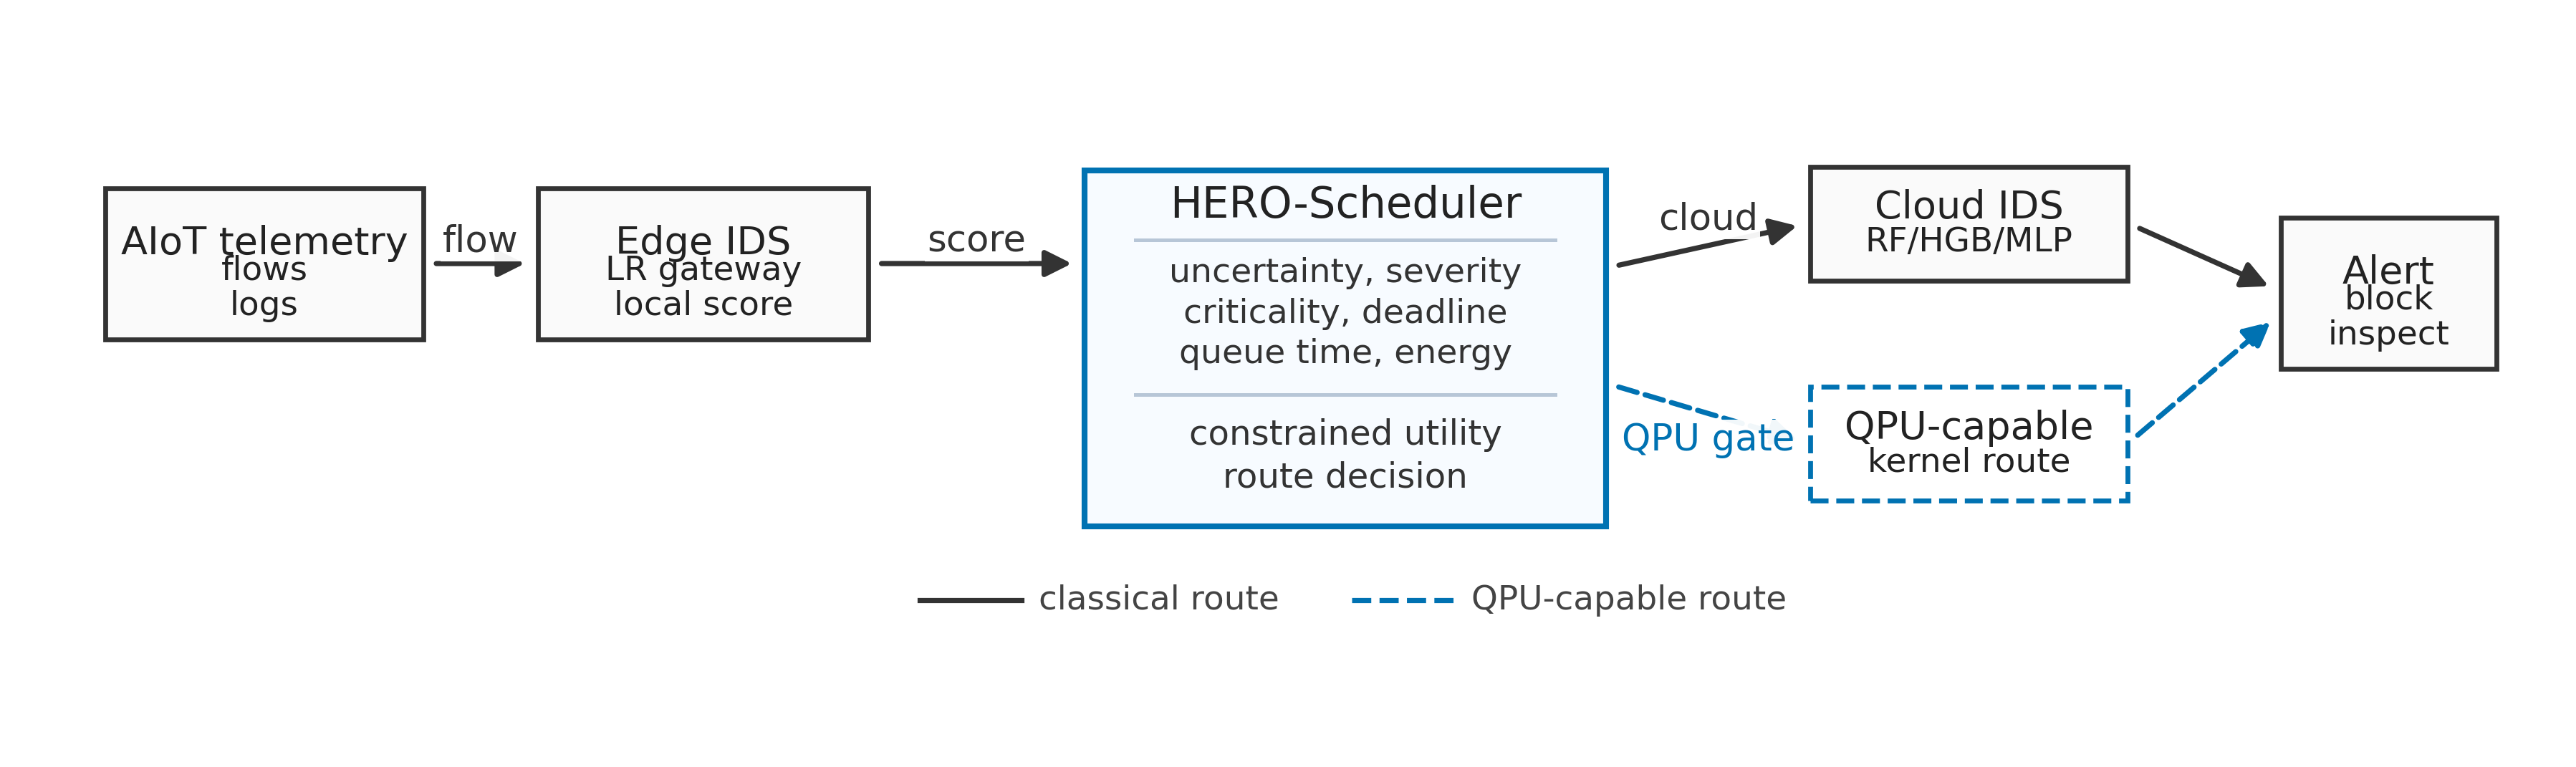 AIoT telemetry
flows
logs
flow
Edge IDS
LR gateway
local score
score
HERO-Scheduler
uncertainty, severity
criticality, deadline
queue time, energy
constrained utility
route decision
cloud
Cloud IDS
RF/HGB/MLP
QPU gate
QPU-capable
kernel route
Alert
block
inspect
classical route
QPU-capable route